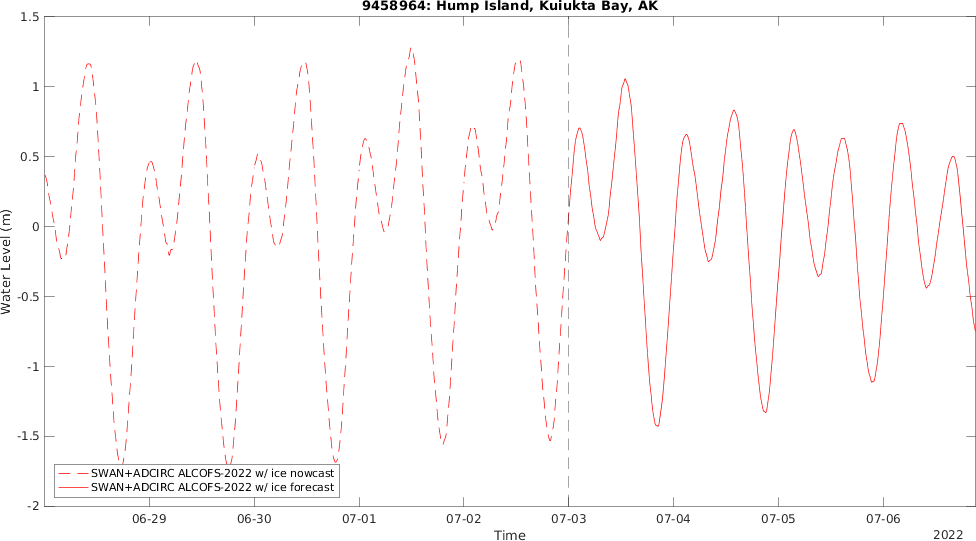 9458964: Hump Island, Kuiukta Bay, AK
1.5
1
0.5
0
-0.5
-1
-1.5
-2
Water Level (m)
SWAN+ADCIRC ALCOFS-2022 w/ ice nowcast
SWAN+ADCIRC ALCOFS-2022 w/ ice forecast
06-29 06-30 07-01 07-02 07-03 07-04 07-05 07-06
Time
2022